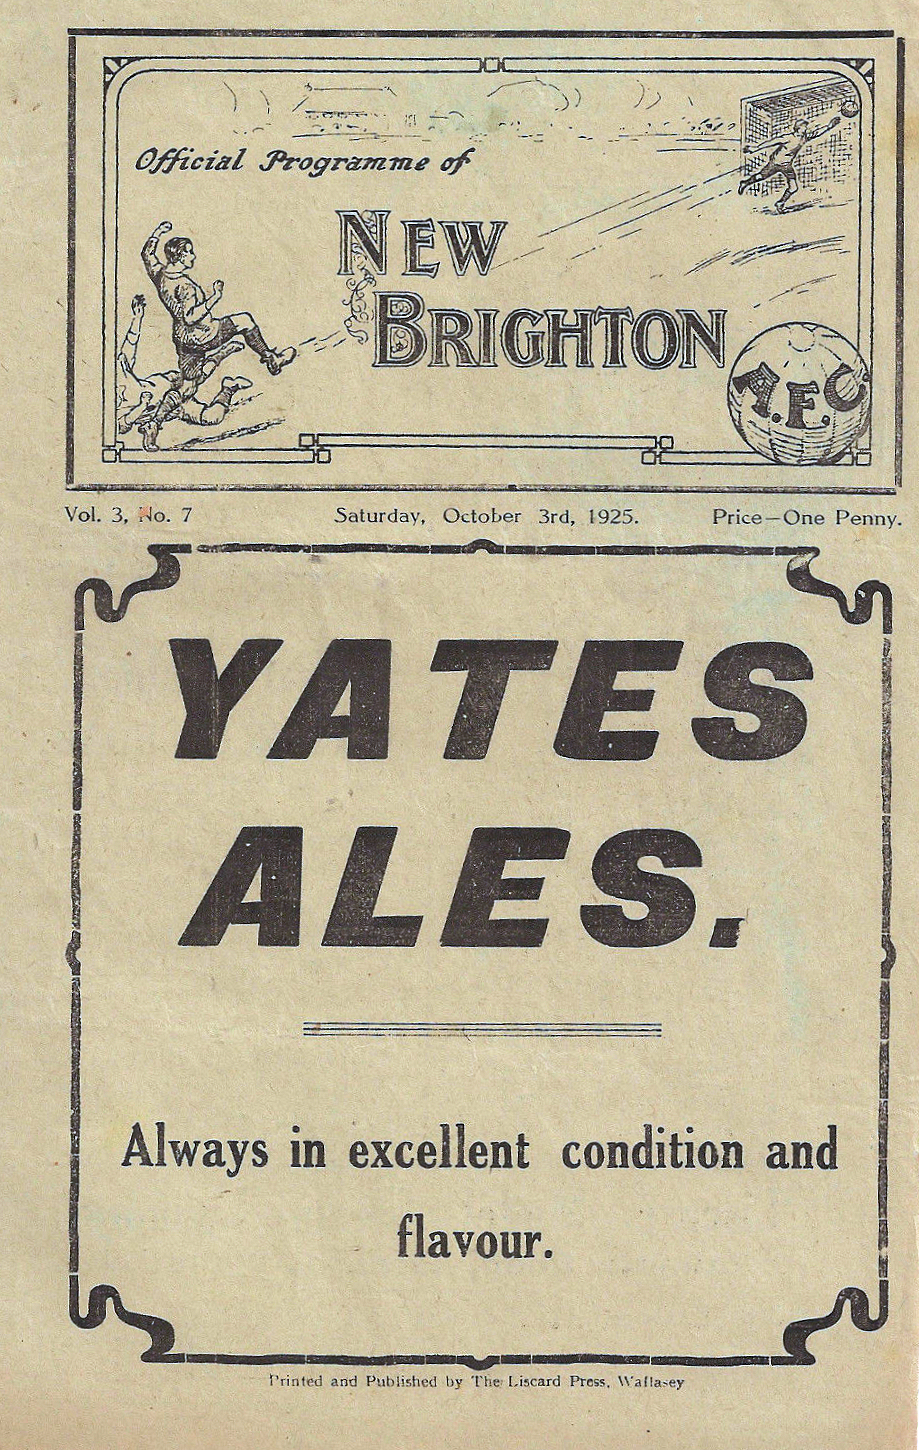 Official Programme of
NEW
BRIGHTON
A.F.C.
Vol. 3, No. 7 Saturday, October 3rd, 1925. Price—One Penny.
YATES
ALES.
Always in excellent condition and
flavour.
Printed and Published by The Liscard Press, Wallasey